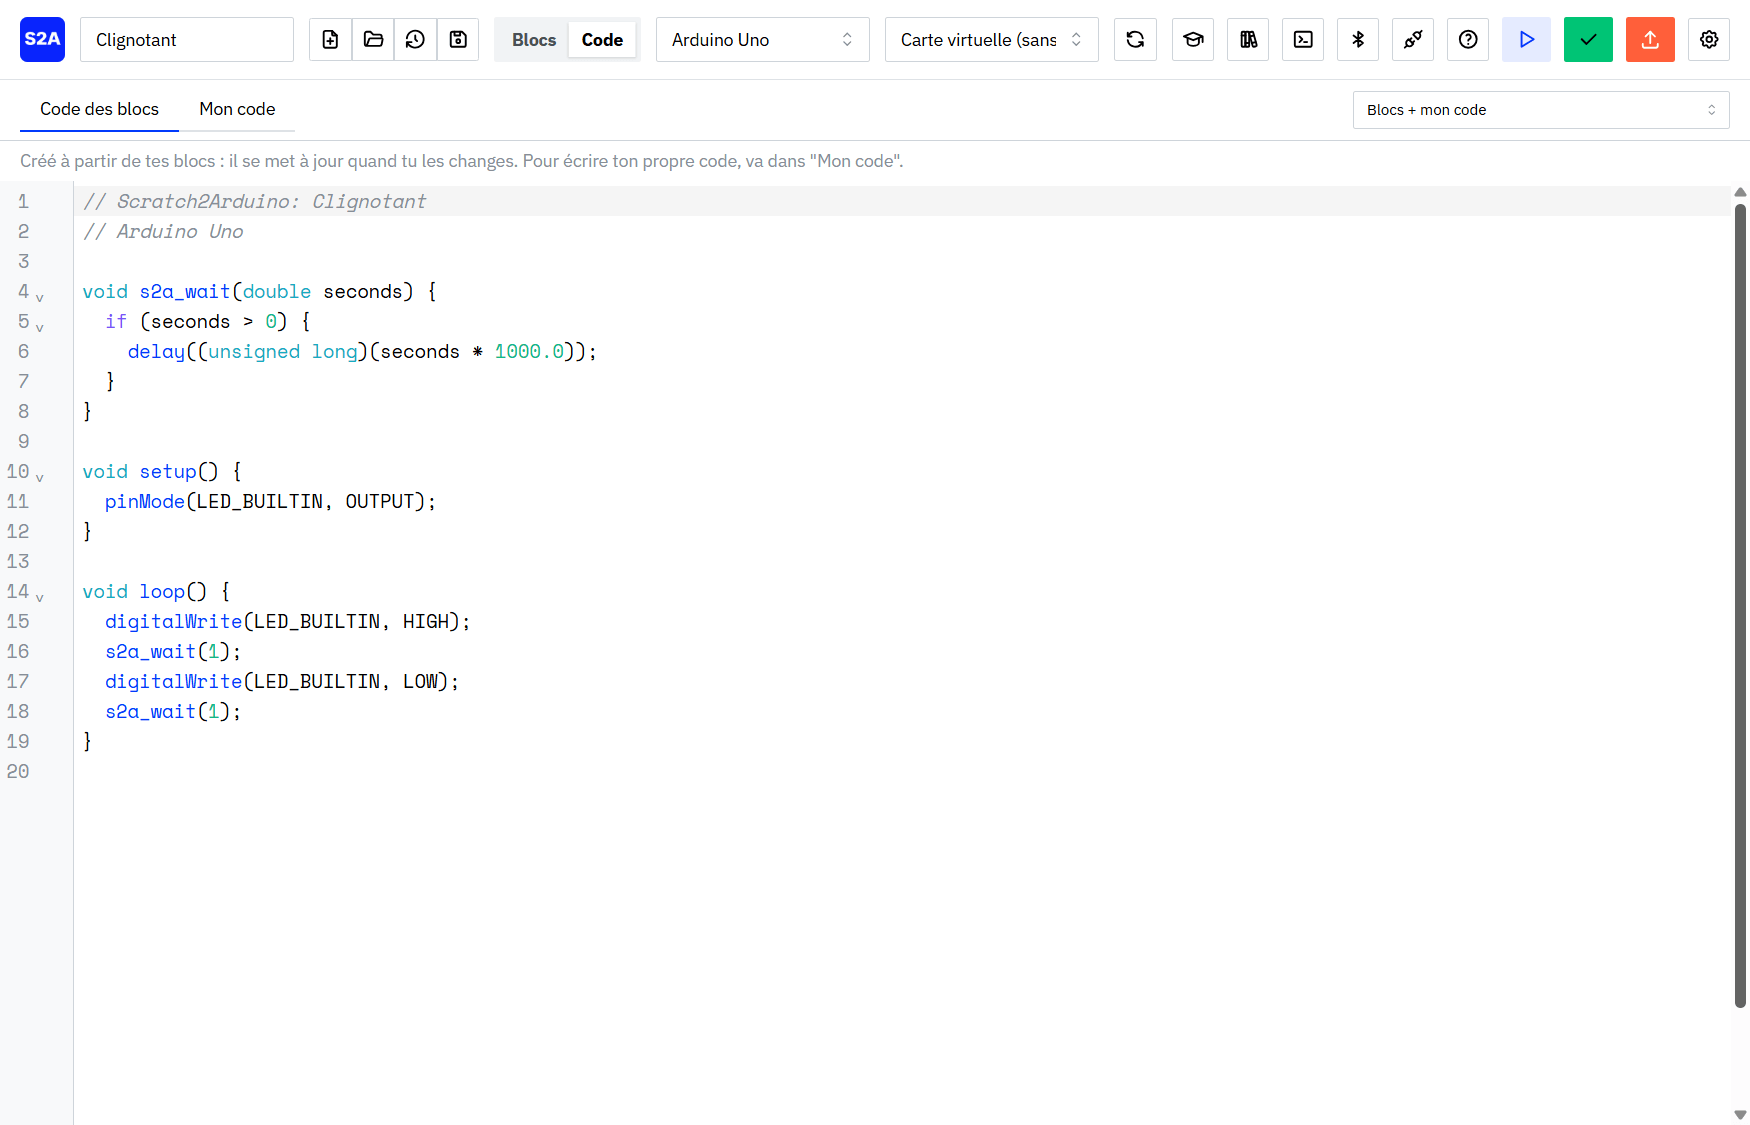 S2A Clignotant Blocs Code Arduino Uno Carte virtuelle (sans
Code des blocs Mon code Blocs + mon code
Créé à partir de tes blocs : il se met à jour quand tu les changes. Pour écrire ton propre code, va dans "Mon code".
1 // Scratch2Arduino: Clignotant
2 // Arduino Uno
3
4 void s2a_wait(double seconds) {
5   if (seconds > 0) {
6     delay((unsigned long)(seconds * 1000.0));
7   }
8 }
9
10 void setup() {
11   pinMode(LED_BUILTIN, OUTPUT);
12 }
13
14 void loop() {
15   digitalWrite(LED_BUILTIN, HIGH);
16   s2a_wait(1);
17   digitalWrite(LED_BUILTIN, LOW);
18   s2a_wait(1);
19 }
20